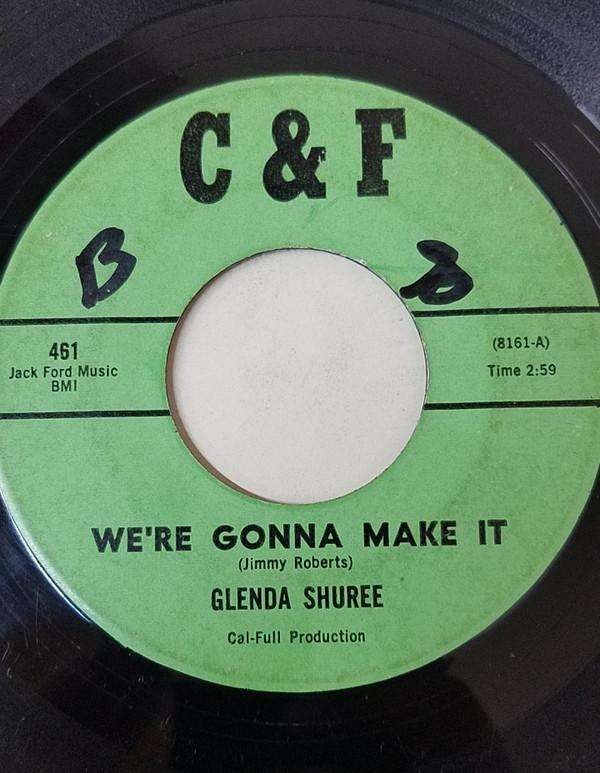 C & F
B
461
Jack Ford Music
BMI
(8161-A)
Time 2:59
WE'RE GONNA MAKE IT
(Jimmy Roberts)
GLENDA SHUREE
Cal-Full Production